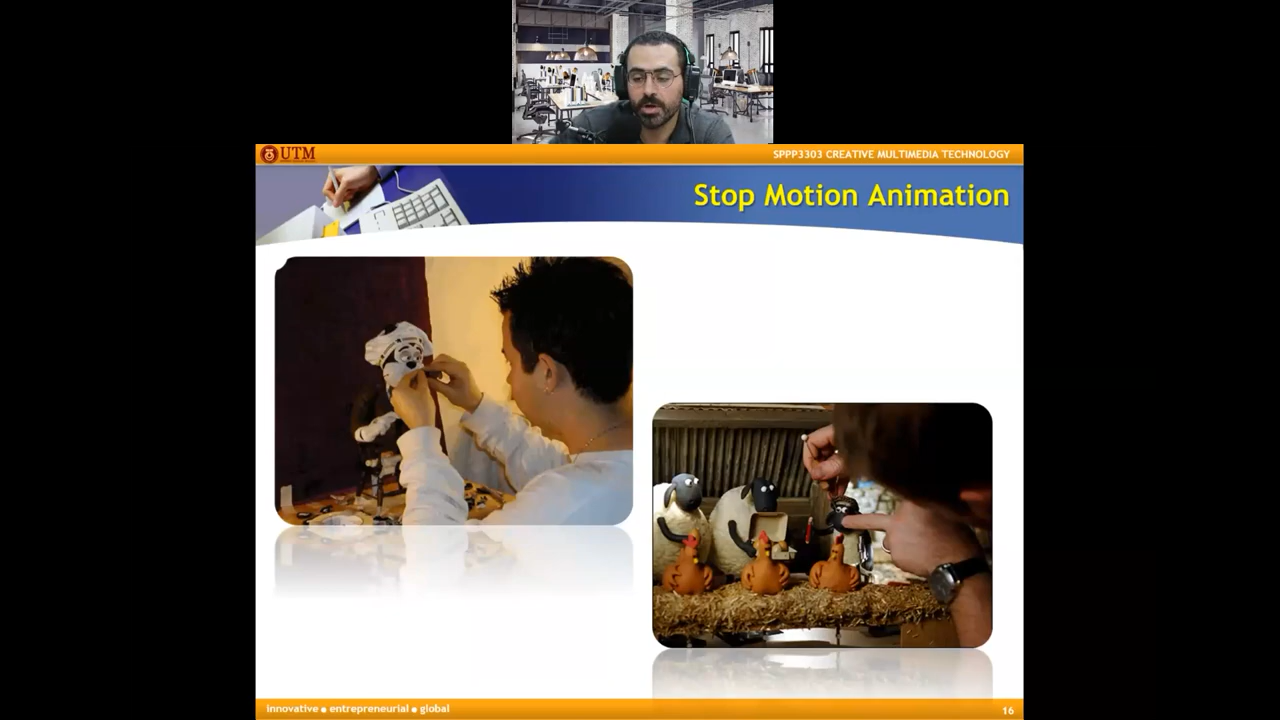 UTM
SPPP3303 CREATIVE MULTIMEDIA TECHNOLOGY
Stop Motion Animation
innovative ● entrepreneurial ● global
16